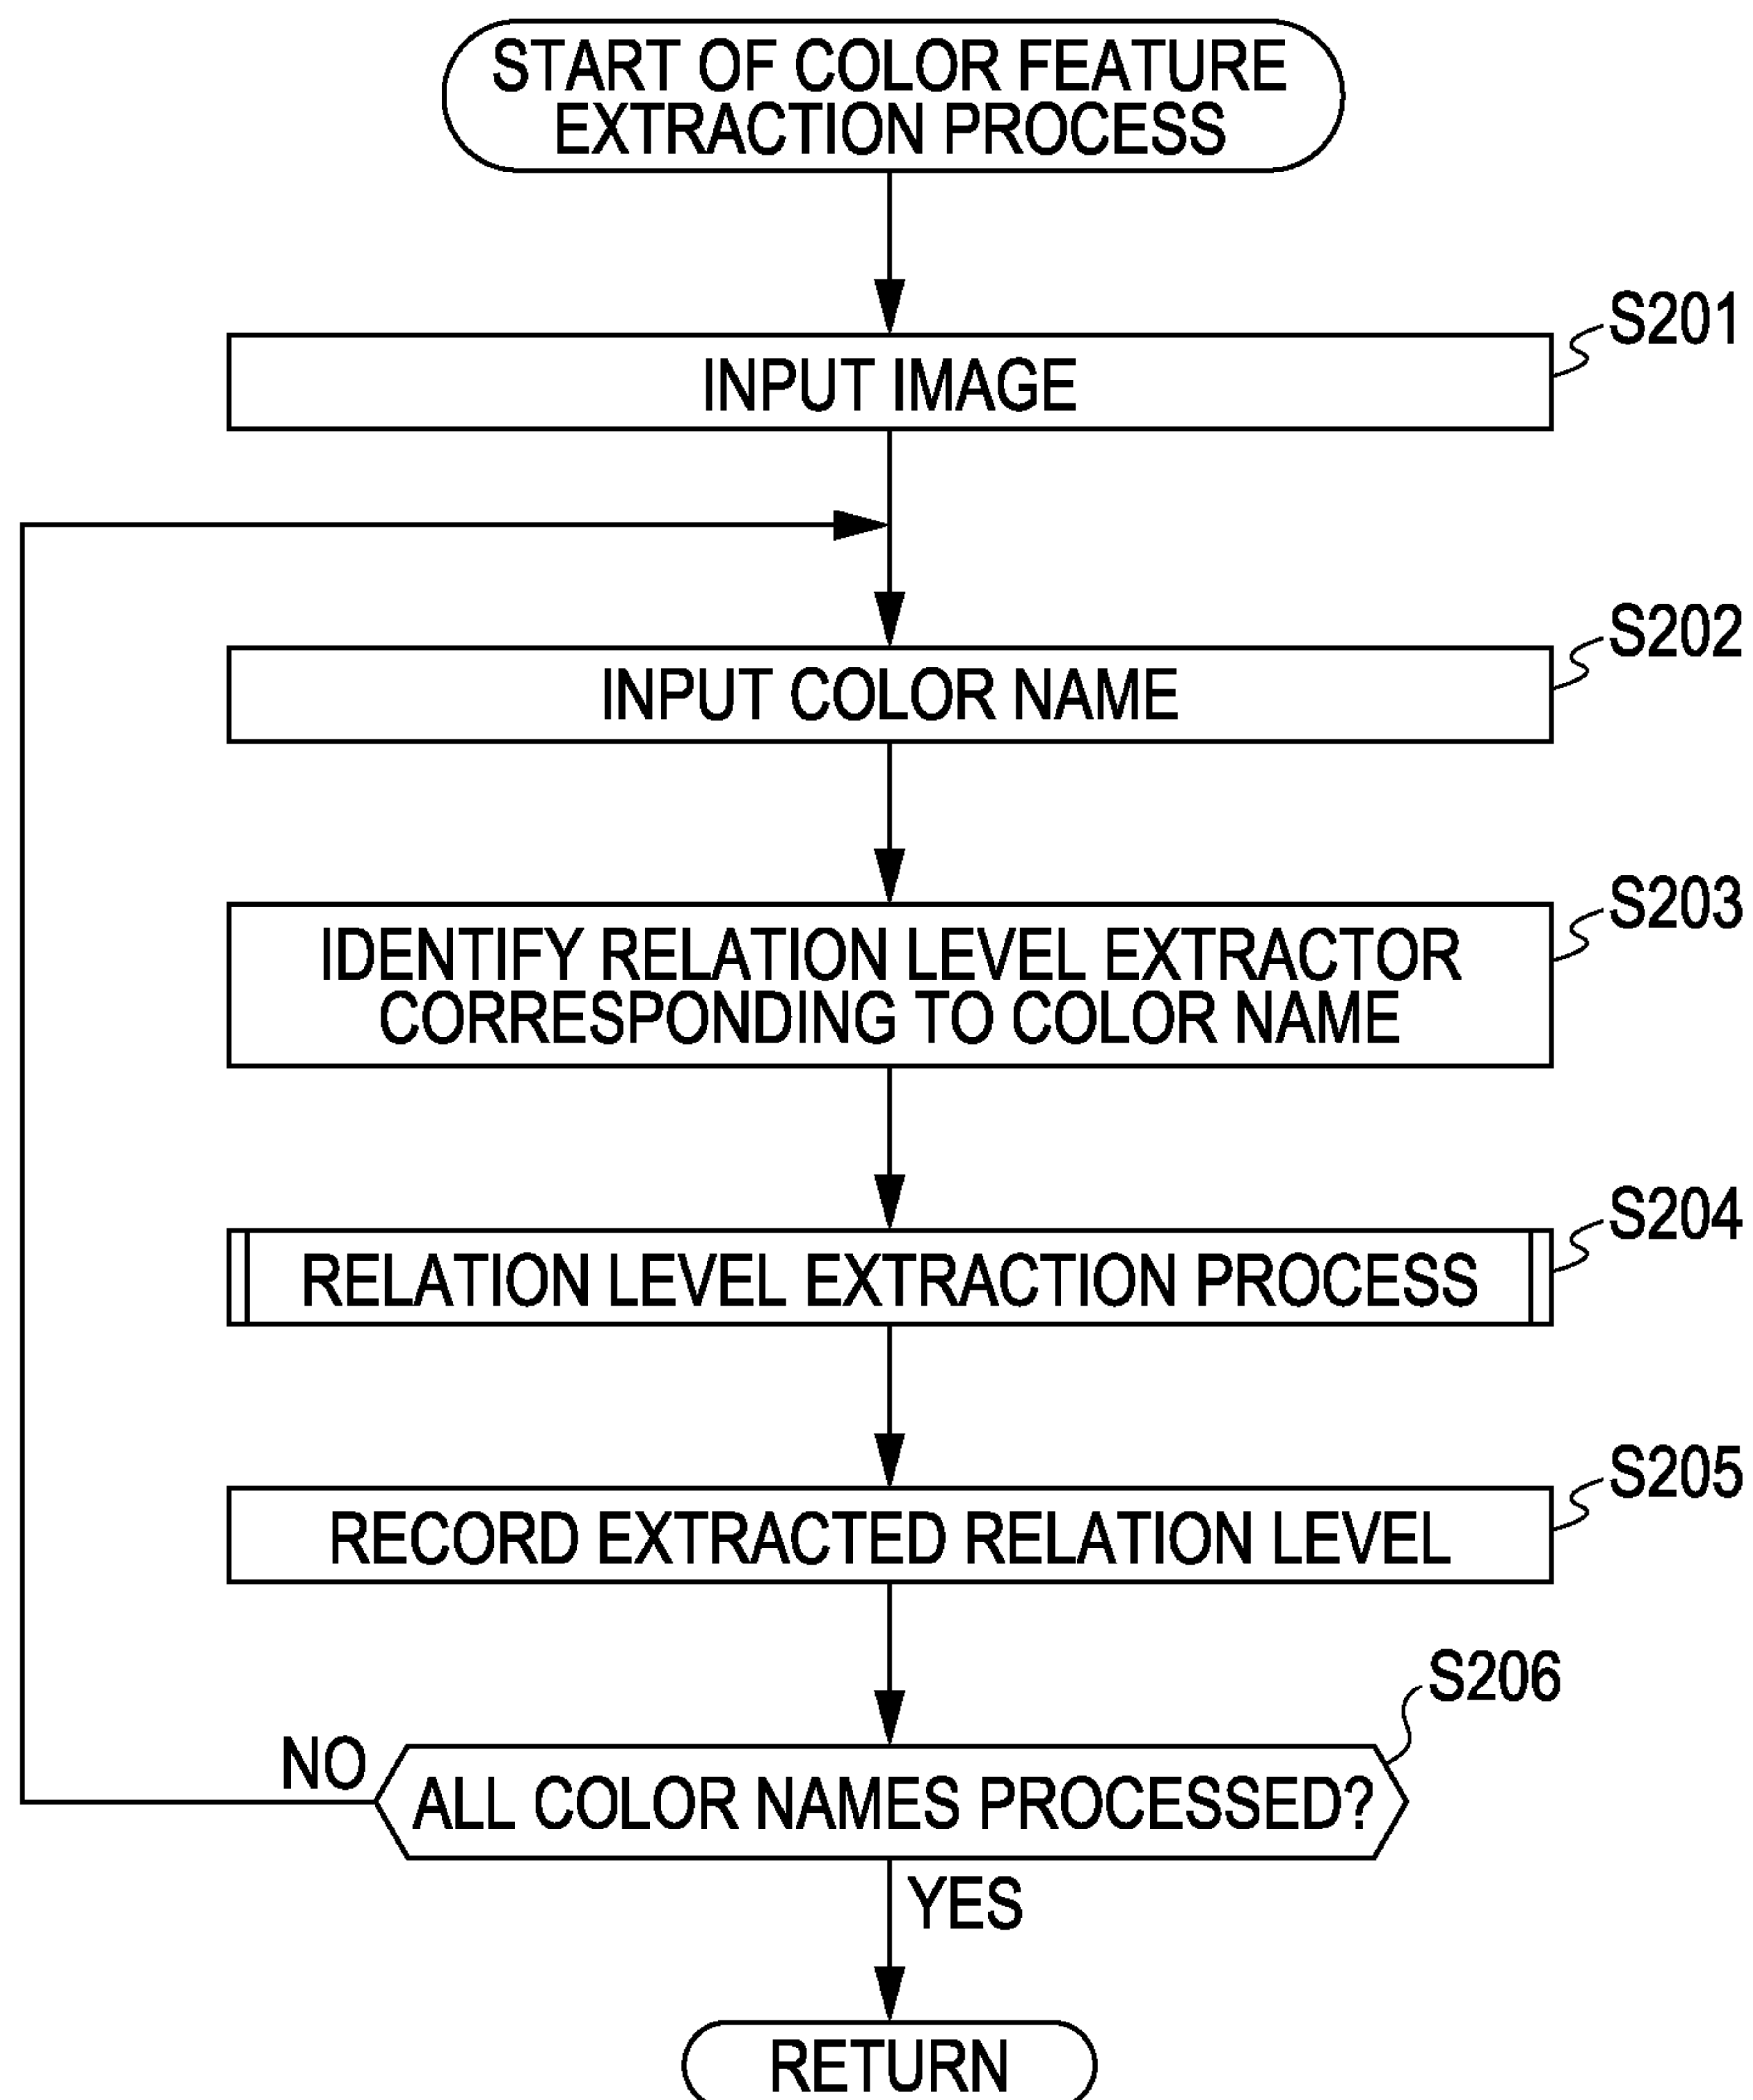 START OF COLOR FEATURE
EXTRACTION PROCESS
S201
INPUT IMAGE
S202
INPUT COLOR NAME
S203
IDENTIFY RELATION LEVEL EXTRACTOR
CORRESPONDING TO COLOR NAME
S204
RELATION LEVEL EXTRACTION PROCESS
S205
RECORD EXTRACTED RELATION LEVEL
S206
NO
ALL COLOR NAMES PROCESSED?
YES
RETURN